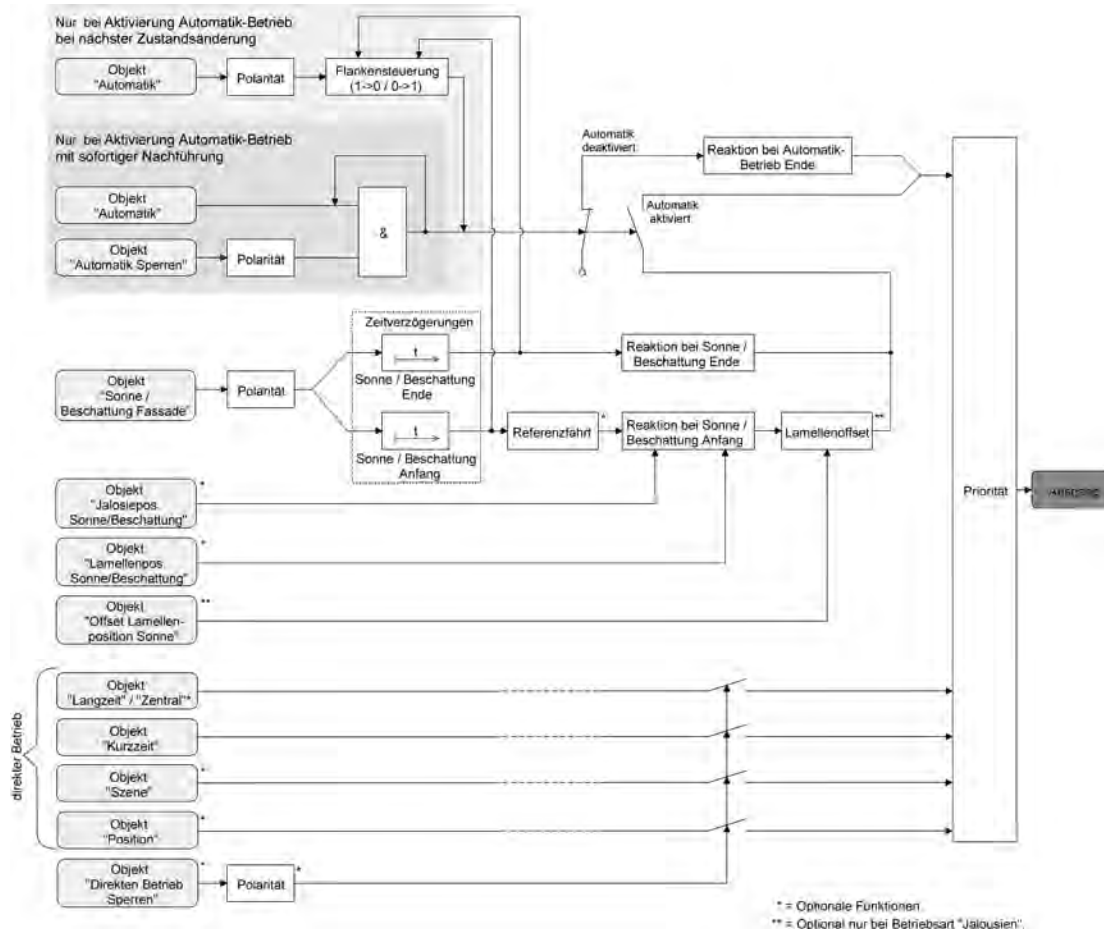 Nur bei Aktivierung Automatik-Betrieb
bei nächster Zustandsänderung
Objekt
"Automatik"
Polarität
Flankensteuerung
(1->0 / 0->1)
Nur bei Aktivierung Automatik-Betrieb
mit sofortiger Nachführung
Objekt
"Automatik"
Objekt
"Automatik Sperren"
Polarität
&
Automatik
deaktiviert
Reaktion bei Automatik-
Betrieb Ende
Automatik
aktiviert
Zeitverzögerungen
t
Sonne / Beschattung
Ende
Reaktion bei Sonne /
Beschattung Ende
Objekt
"Sonne /
Beschattung Fassade"
Polarität
t
Sonne / Beschattung
Anfang
Referenzfahrt *
Reaktion bei Sonne /
Beschattung Anfang
Lamellenoffset **
Objekt *
"Jalosiepos.
Sonne/Beschattung"
Objekt *
"Lamellenpos.
Sonne/Beschattung"
Objekt **
"Offset Lamellen-
position Sonne"
Priorität
direkter Betrieb
Objekt
"Langzeit" / "Zentral"*
Objekt
"Kurzzeit"
Objekt *
"Szene"
Objekt *
"Position"
Objekt *
"Direkten Betrieb
Sperren"
Polarität *
* = Optionale Funktionen.
** = Optional nur bei Betriebsart "Jalousien".